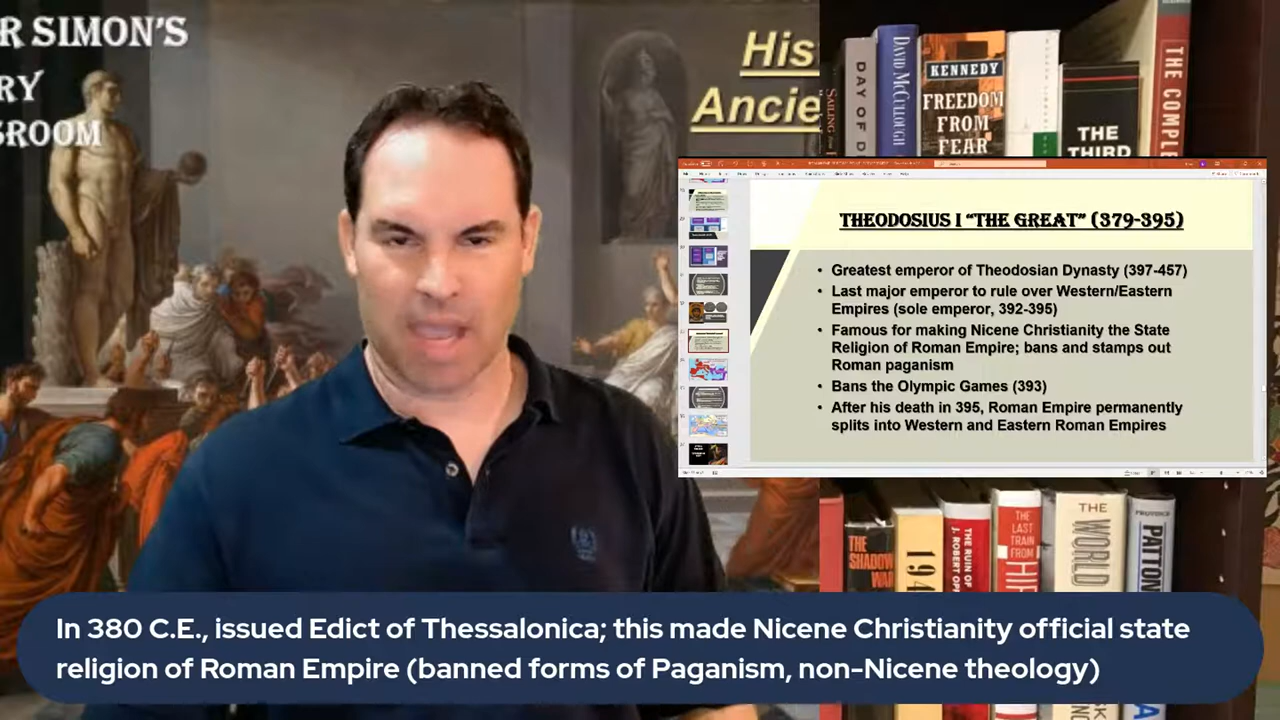 R SIMON'S
RY
SROOM
His
Ancie
SAILING
DAY OF D
DAVID McCULLOUGH
KENNEDY
FREEDOM
FROM
FEAR
THE
THIRD
THE COMPLE
THEODOSIUS I "THE GREAT" (379-395)
• Greatest emperor of Theodosian Dynasty (397-457)
• Last major emperor to rule over Western/Eastern
Empires (sole emperor, 392-395)
• Famous for making Nicene Christianity the State
Religion of Roman Empire; bans and stamps out
Roman paganism
• Bans the Olympic Games (393)
• After his death in 395, Roman Empire permanently
splits into Western and Eastern Roman Empires
THE
SHADOW
WAR
194
THE RUIN OF
J. ROBERT OP
THE
LAST
TRAIN
FROM
HIR
THE
WORLD
PATTON
In 380 C.E., issued Edict of Thessalonica; this made Nicene Christianity official state
religion of Roman Empire (banned forms of Paganism, non-Nicene theology)